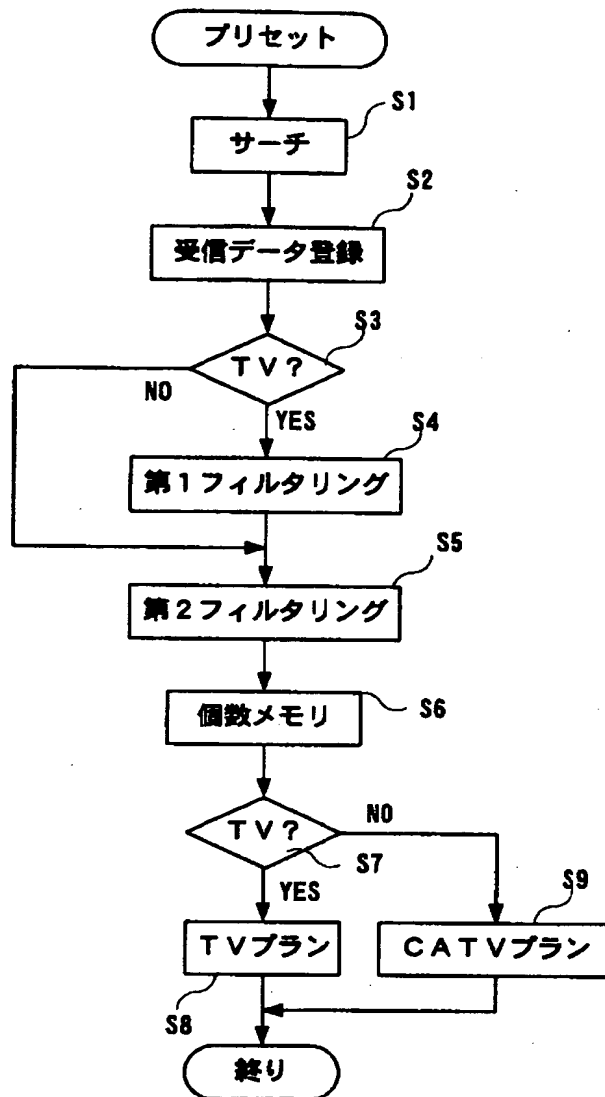 プリセット
S1
サーチ
S2
受信データ登録
S3
TV?
NO
YES
S4
第1フィルタリング
S5
第2フィルタリング
個数メモリ
S6
TV?
NO
S7
YES
S9
TVプラン
CATVプラン
S8
終り